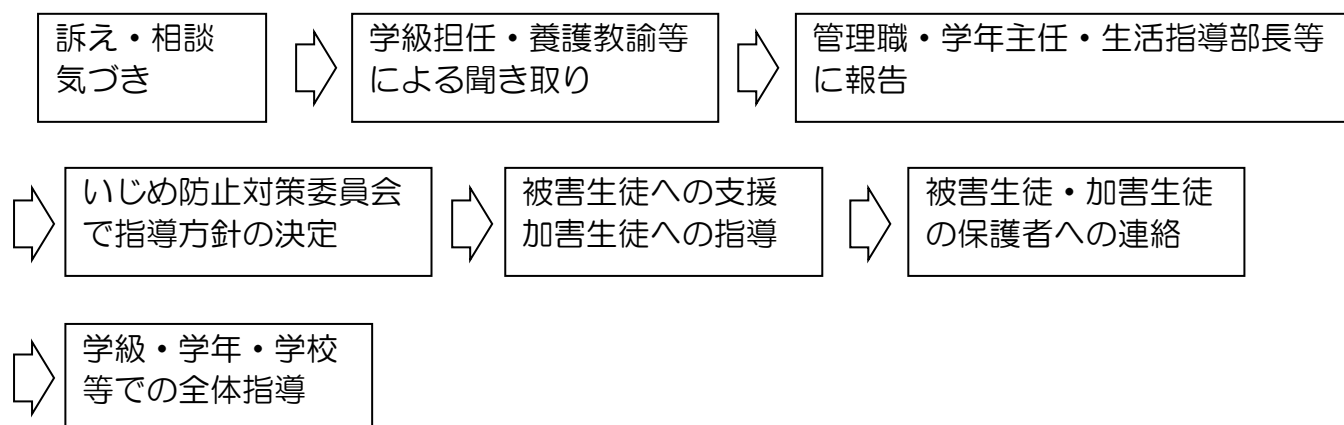 訴え・相談
気づき
学級担任・養護教諭等
による聞き取り
管理職・学年主任・生活指導部長等
に報告
いじめ防止対策委員会
で指導方針の決定
被害生徒への支援
加害生徒への指導
被害生徒・加害生徒
の保護者への連絡
学級・学年・学校
等での全体指導